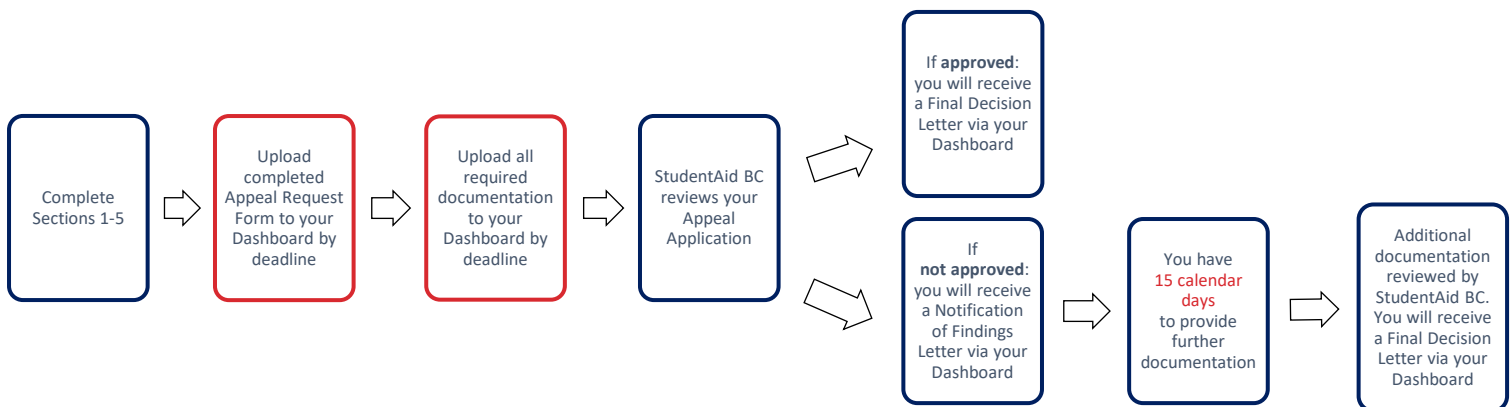 Complete
Sections 1-5
Upload
completed
Appeal Request
Form to your
Dashboard by
deadline
Upload all
required
documentation
to your
Dashboard by
deadline
StudentAid BC
reviews your
Appeal
Application
If approved:
you will receive
a Final Decision
Letter via your
Dashboard
If
not approved:
you will receive
a Notification
of Findings
Letter via your
Dashboard
You have
15 calendar
days
to provide
further
documentation
Additional
documentation
reviewed by
StudentAid BC.
You will receive
a Final Decision
Letter via your
Dashboard